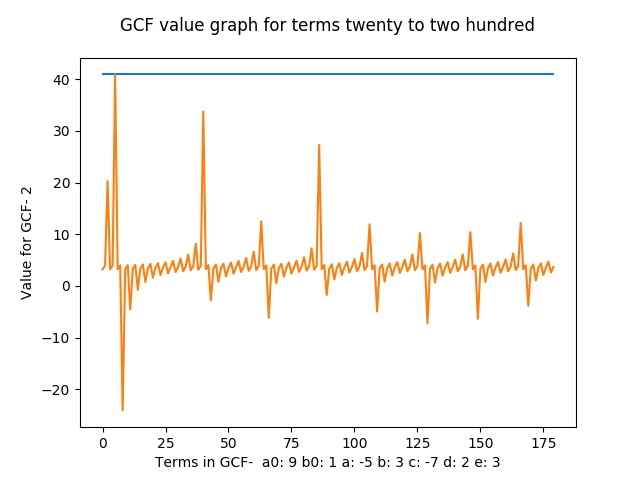 GCF value graph for terms twenty to two hundred
40
30
20
10
0
−10
−20
Value for GCF- 2
0 25 50 75 100 125 150 175
Terms in GCF-  a0: 9 b0: 1 a: -5 b: 3 c: -7 d: 2 e: 3